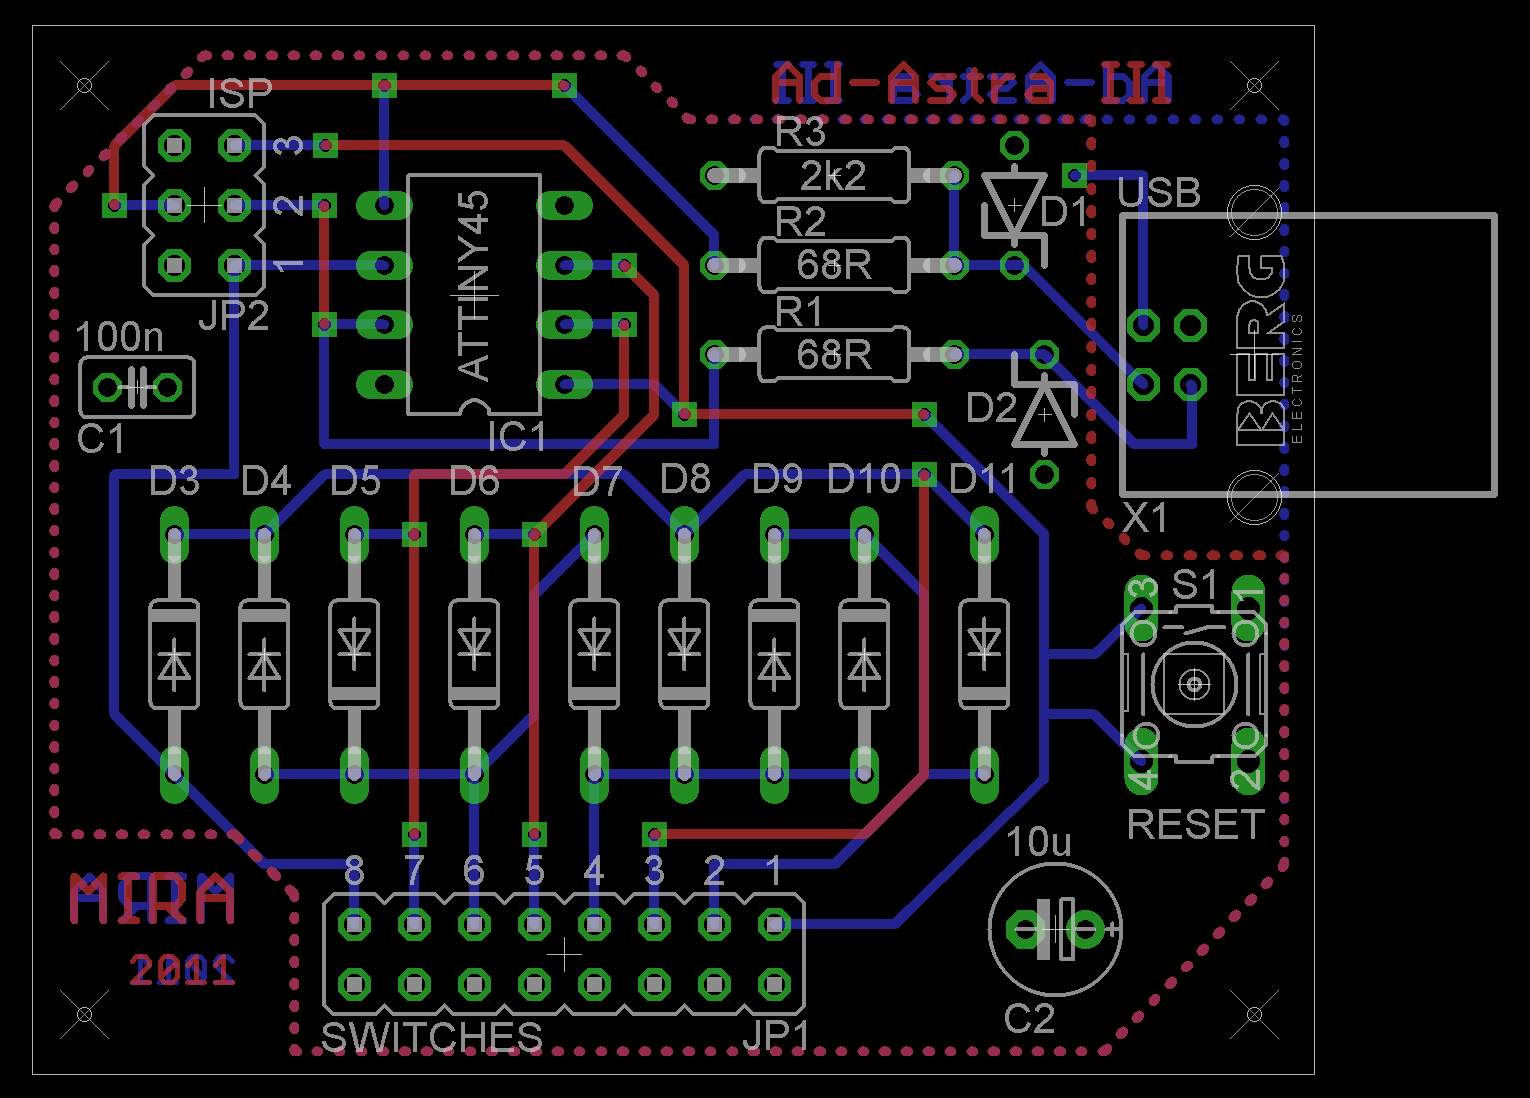 Ad-Astra-
ISP
3
2
1
JP2
100n
C1
ATTINY45
IC1
R3
2k2
R2
68R
R1
68R
D1
D2
USB
BERG
ELECTRONICS
X1
D3 D4 D5 D6 D7 D8 D9 D10 D11
S1
3 1
4 2
RESET
10u
C2
MIRA
8 7 6 5 4 3 2 1
SWITCHES JP1